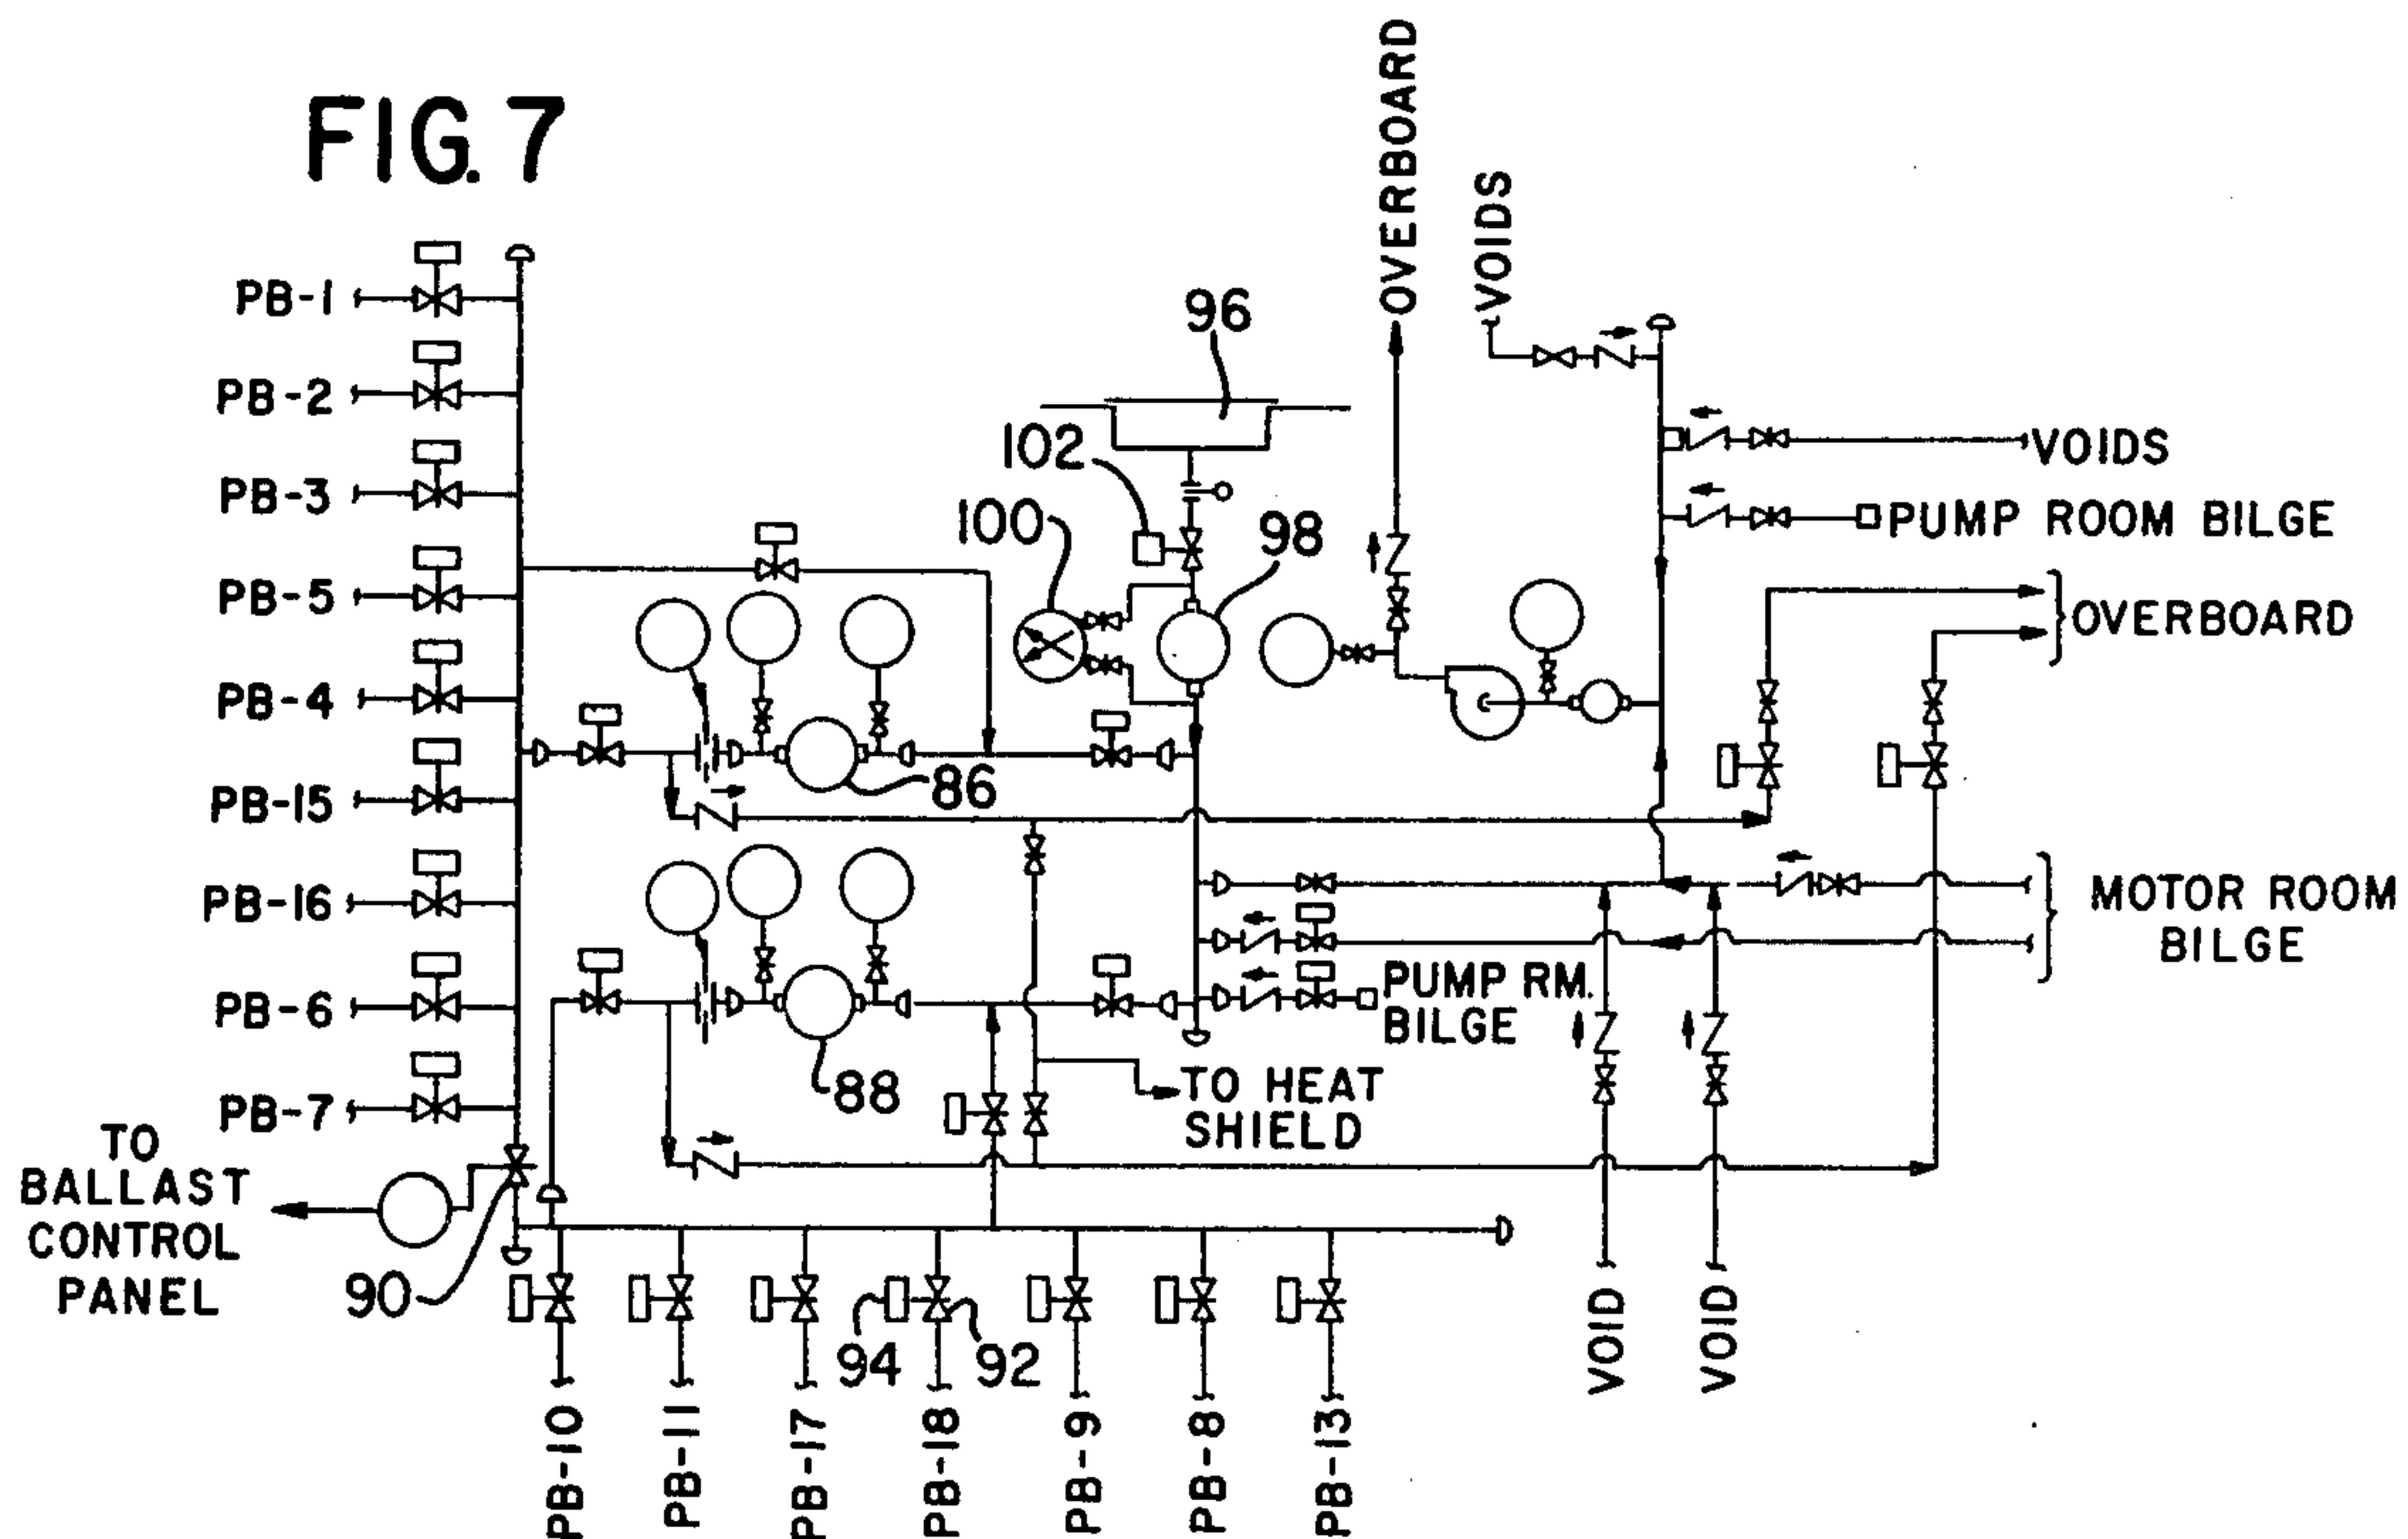 FIG. 7
OVERBOARD
VOIDS
PB-1
PB-2
PB-3
PB-5
PB-4
PB-15
PB-16
PB-6
PB-7
96
102
100
98
VOIDS
PUMP ROOM BILGE
OVERBOARD
86
MOTOR ROOM
BILGE
PUMP RM.
BILGE
88
TO HEAT
SHIELD
TO
BALLAST
CONTROL
PANEL
90
94
92
PB-10
PB-11
PB-17
PB-18
PB-9
PB-8
PB-13
VOID
VOID